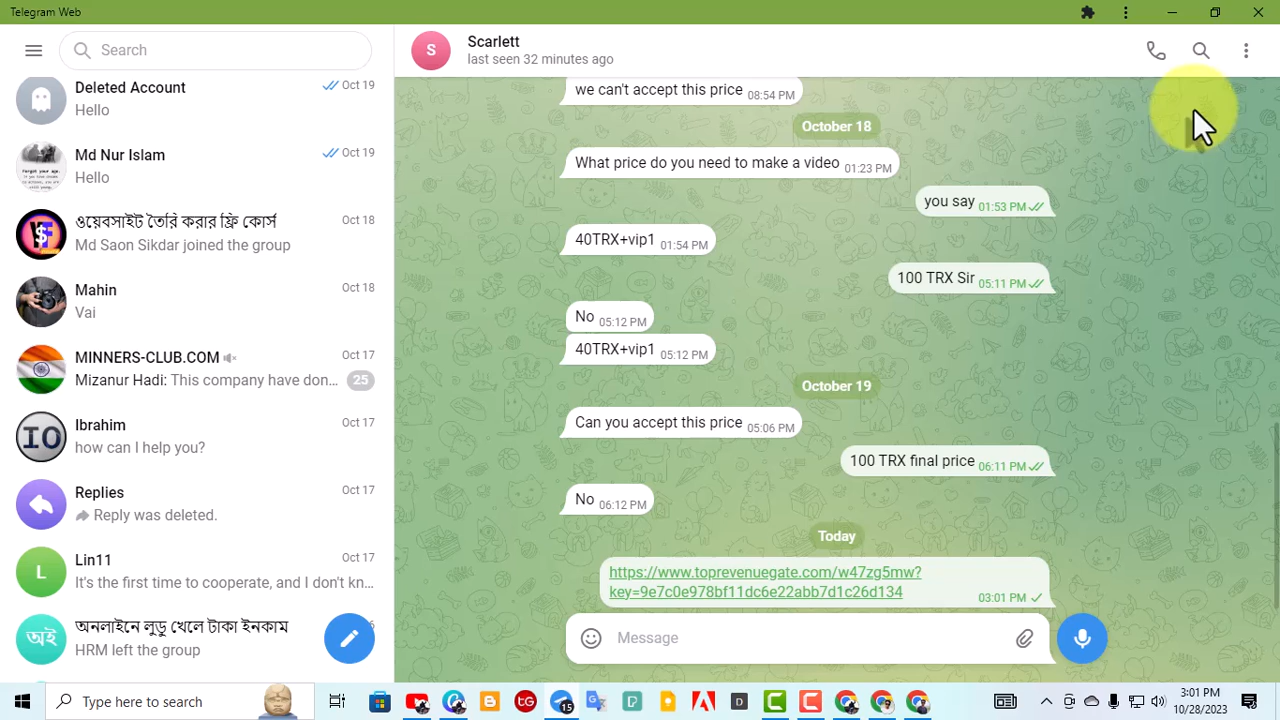 Telegram Web
Search
Deleted Account
Oct 19
Hello
Md Nur Islam
Oct 19
Hello
ওয়েবসাইট তৈরি করার ফ্রি কোর্স
Oct 18
Md Saon Sikdar joined the group
Mahin
Oct 18
Vai
MINNERS-CLUB.COM
Oct 17
Mizanur Hadi: This company have don...
25
IO
Ibrahim
Oct 17
how can I help you?
Replies
Oct 17
Reply was deleted.
L
Lin11
Oct 17
It's the first time to cooperate, and I don't kn...
অই
অনলাইনে লুডু খেলে টাকা ইনকাম
HRM left the group
S
Scarlett
last seen 32 minutes ago
we can't accept this price 08:54 PM
October 18
What price do you need to make a video 01:23 PM
you say 01:53 PM
40TRX+vip1 01:54 PM
100 TRX Sir 05:11 PM
No 05:12 PM
40TRX+vip1 05:12 PM
October 19
Can you accept this price 05:06 PM
100 TRX final price 06:11 PM
No 06:12 PM
Today
https://www.toprevenuegate.com/w47zg5mw?
key=9e7c0e978bf11dc6e22abb7d1c26d134 03:01 PM
Message
Type here to search
tG
15
P
D
3:01 PM
10/28/2023